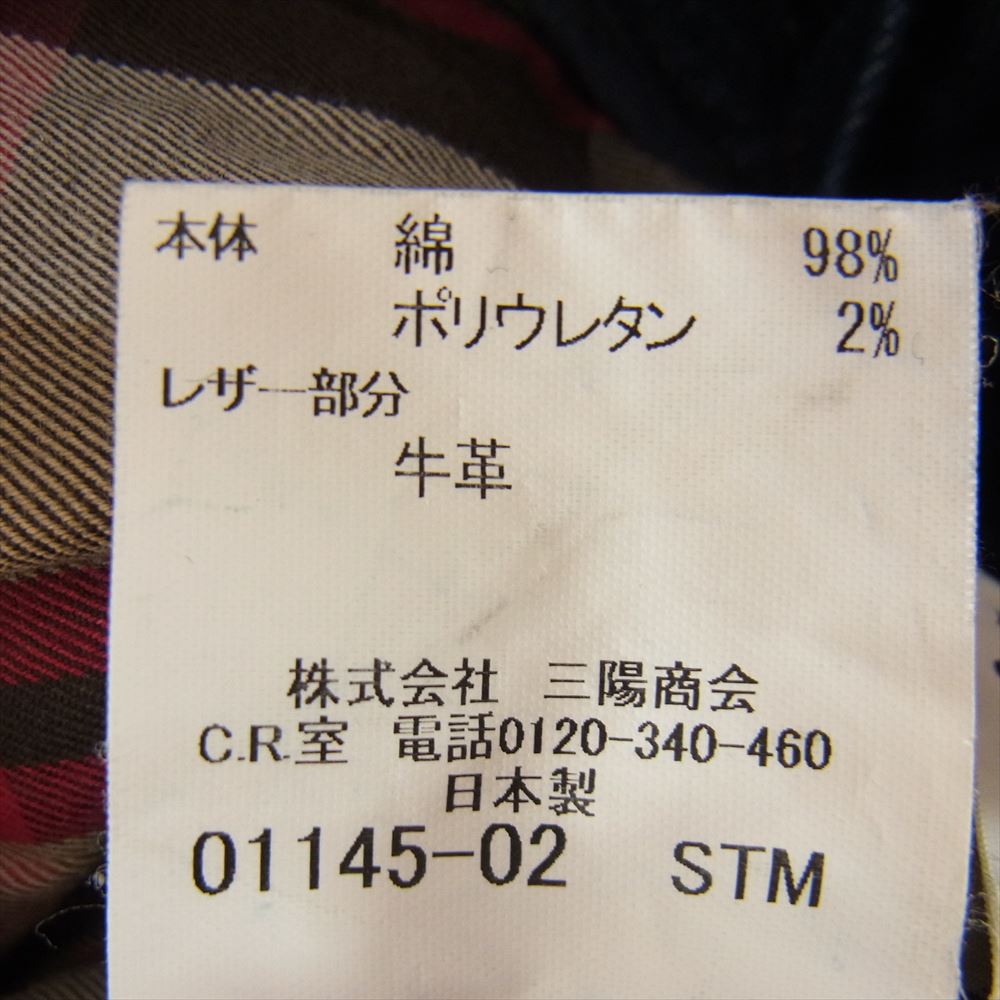 本体 綿 98%
ポリウレタン 2%
レザー部分
牛革
株式会社 三陽商会
C.R.室 電話0120-340-460
日本製
01145-02 STM